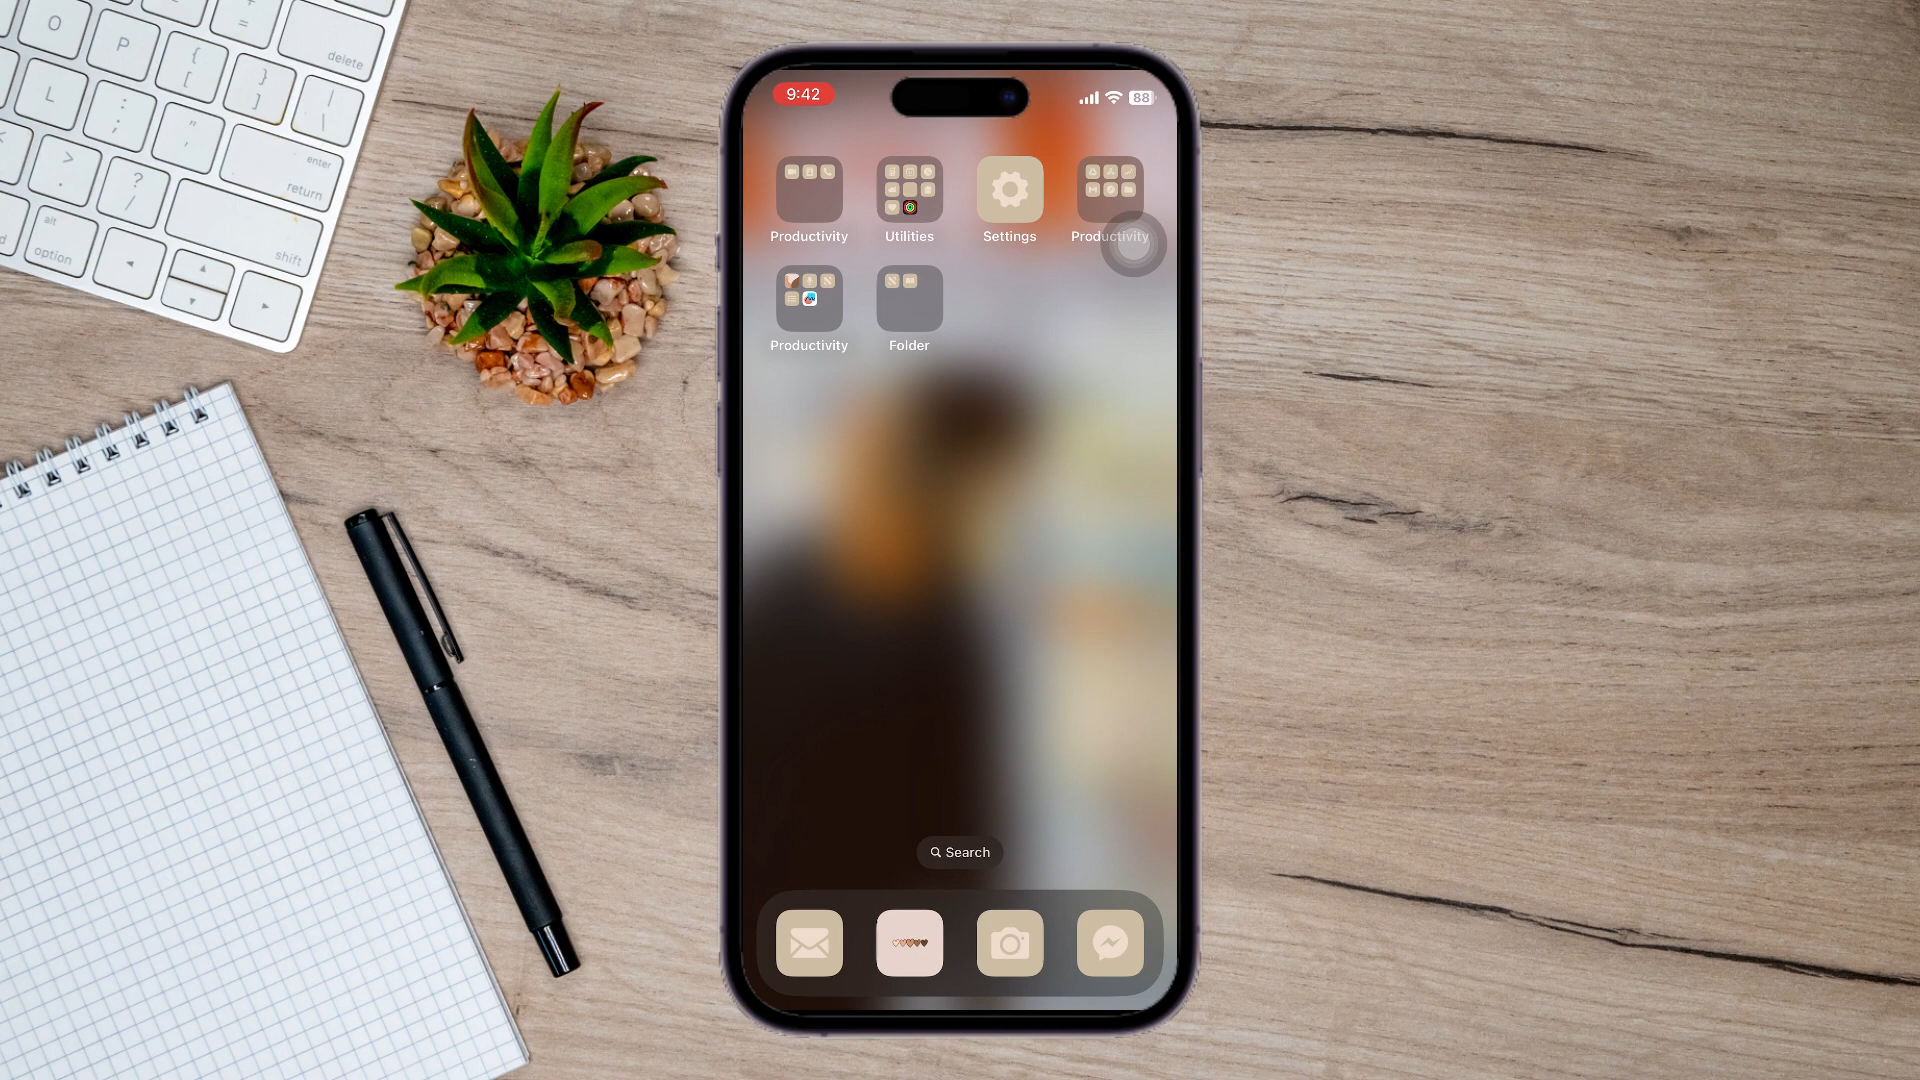 O
P
+
=
{
[
delete
L
:
;
}
]
|
\
"
'
enter
return
>
.
?
/
shift
alt
option
9:42
88
Productivity
Utilities
Settings
Productivity
Productivity
Folder
Search